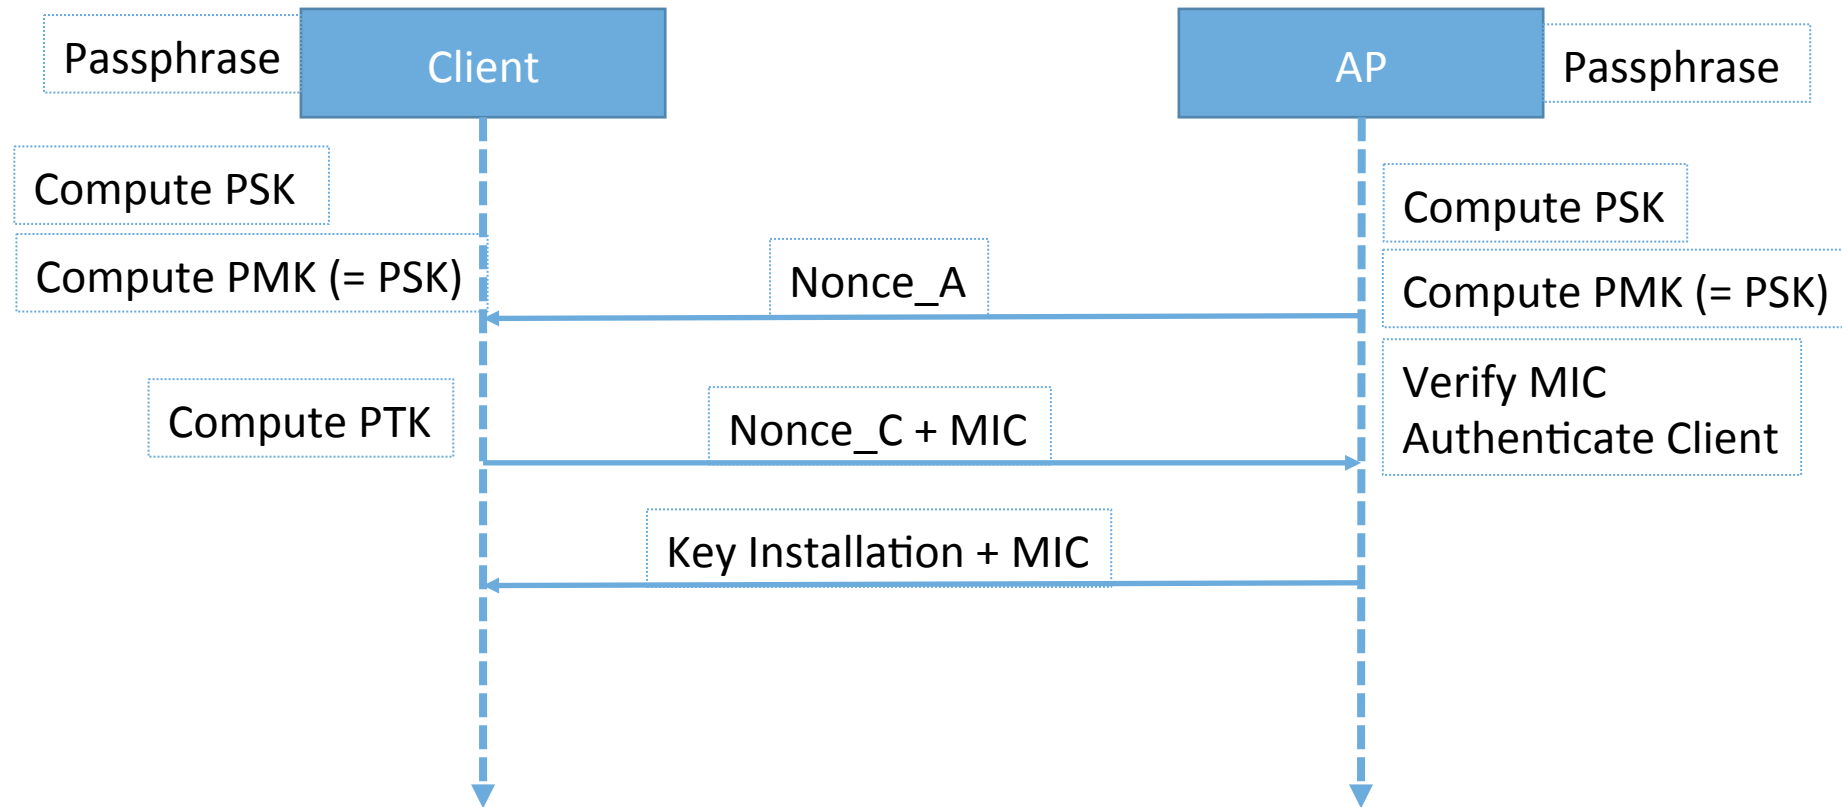 Passphrase
Client
AP
Passphrase
Compute PSK
Compute PSK
Compute PMK (= PSK)
Nonce_A
Compute PMK (= PSK)
Verify MIC
Authenticate Client
Compute PTK
Nonce_C + MIC
Key Installation + MIC